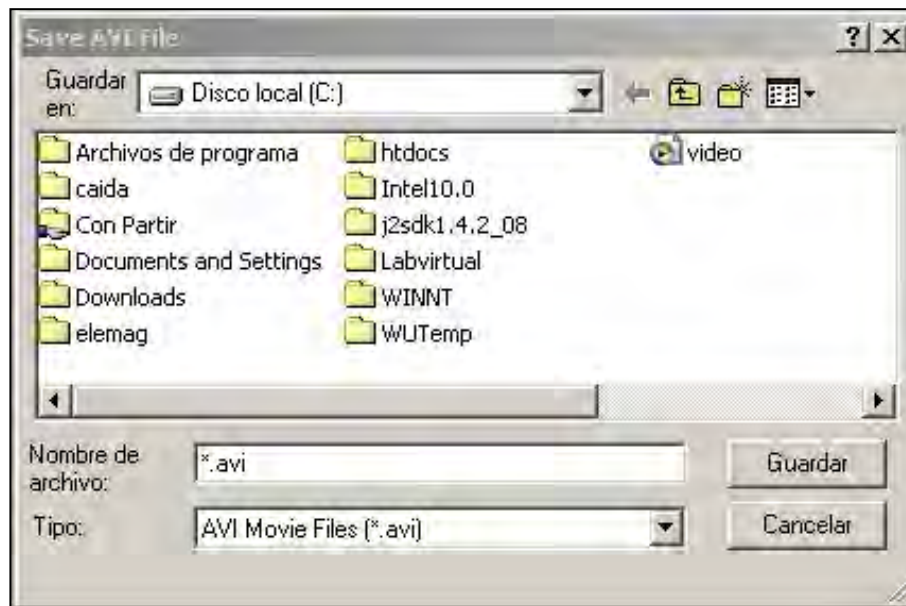 Save AVI File
Guardar en: Disco local (C:)
Archivos de programa
caida
Con Partir
Documents and Settings
Downloads
elemag
htdocs
Intel10.0
j2sdk1.4.2_08
Labvirtual
WINNT
WUTemp
video
Nombre de archivo: *.avi
Guardar
Tipo: AVI Movie Files (*.avi)
Cancelar